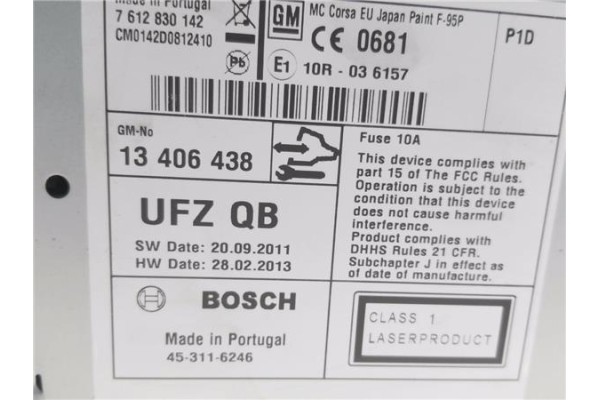 Made in Portugal
7 612 830 142
CM0142D0812410
Pb
GM
MC Corsa EU Japan Paint F-95P
CE 0681
E1 10R - 03 6157
P1D
GM-No
13 406 438
UFZ QB
SW Date: 20.09.2011
HW Date: 28.02.2013
BOSCH
Made in Portugal
45-311-6246
Fuse 10A
This device complies with
part 15 of The FCC Rules.
Operation is subject to the
condition that this device
does not cause harmful
interference.
Product complies with
DHHS Rules 21 CFR.
Subchapter J in effect as
of date of manufacture.
CLASS 1
LASERPRODUCT